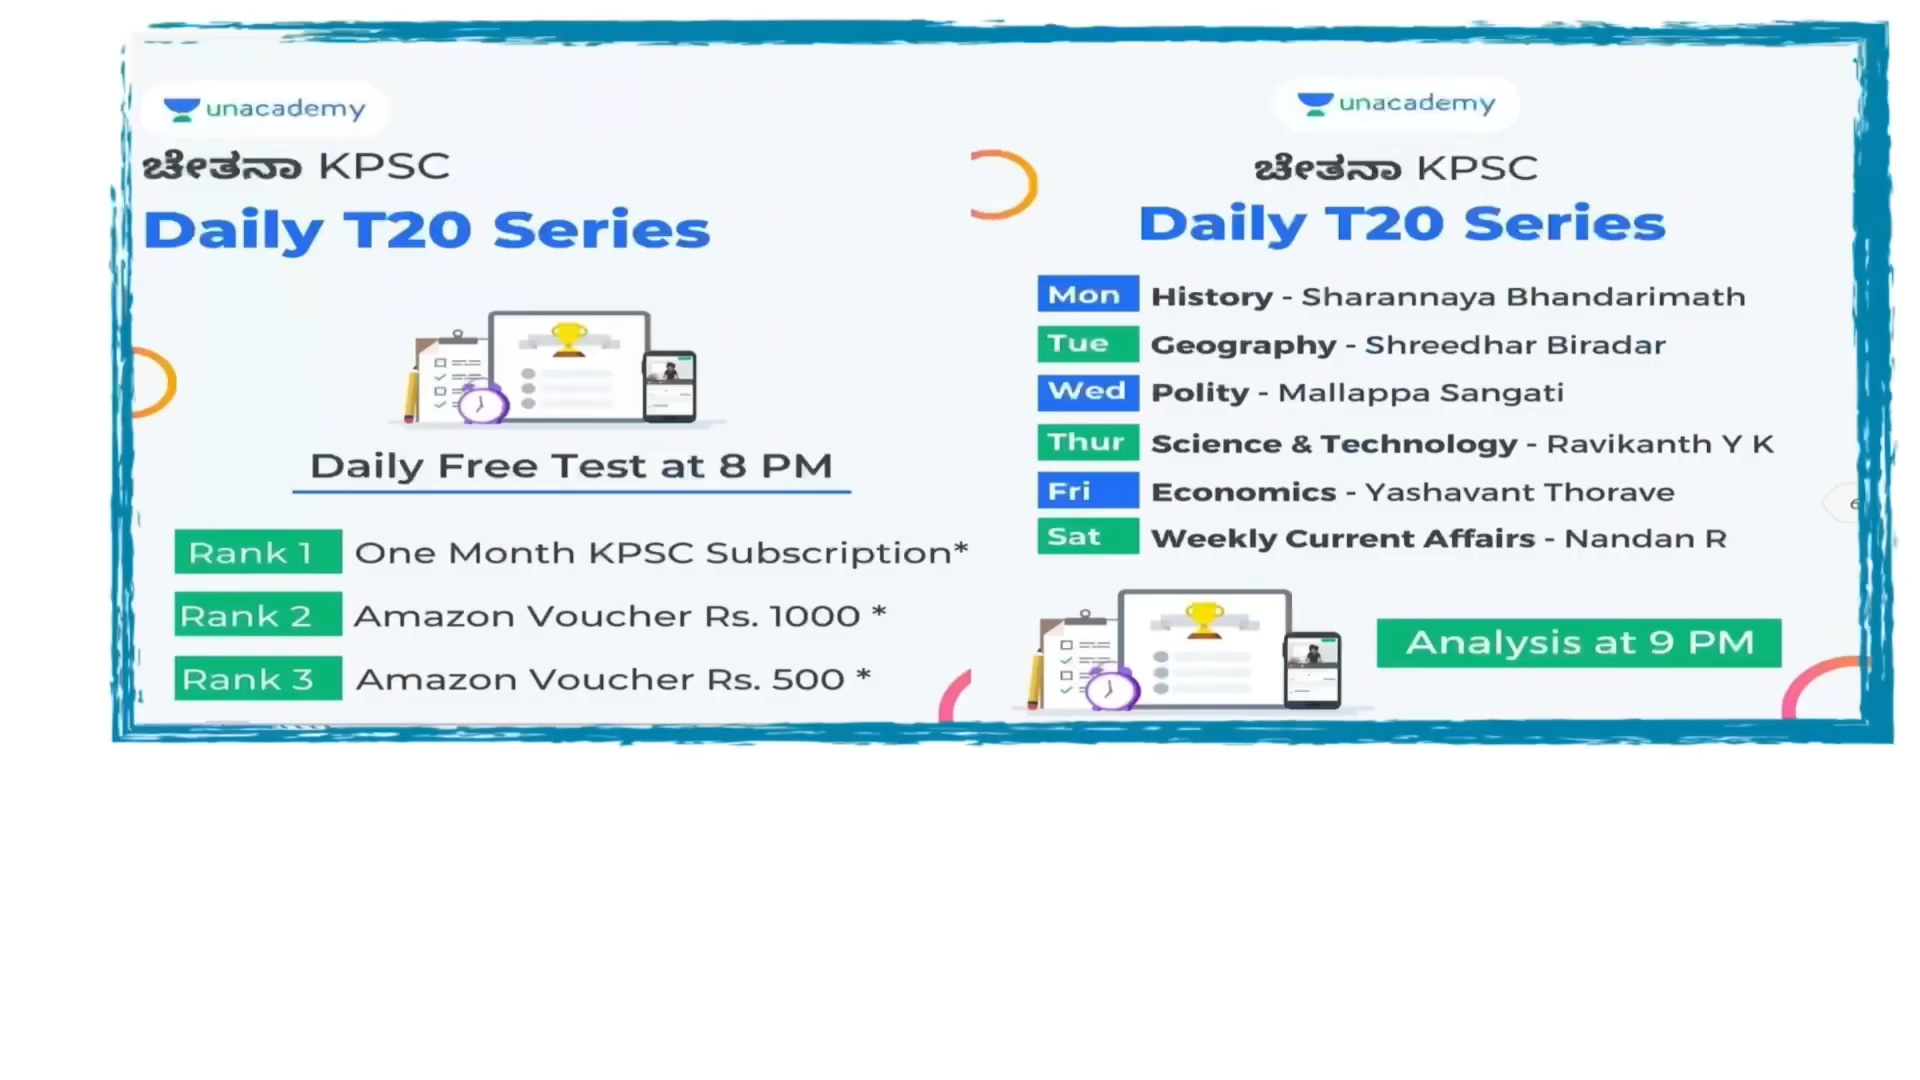 unacademy
ಚೇತನಾ KPSC
Daily T20 Series
Daily Free Test at 8 PM
Rank 1 One Month KPSC Subscription*
Rank 2 Amazon Voucher Rs. 1000 *
Rank 3 Amazon Voucher Rs. 500 *
unacademy
ಚೇತನಾ KPSC
Daily T20 Series
Mon History - Sharannaya Bhandarimath
Tue Geography - Shreedhar Biradar
Wed Polity - Mallappa Sangati
Thur Science & Technology - Ravikanth Y K
Fri Economics - Yashavant Thorave
Sat Weekly Current Affairs - Nandan R
Analysis at 9 PM